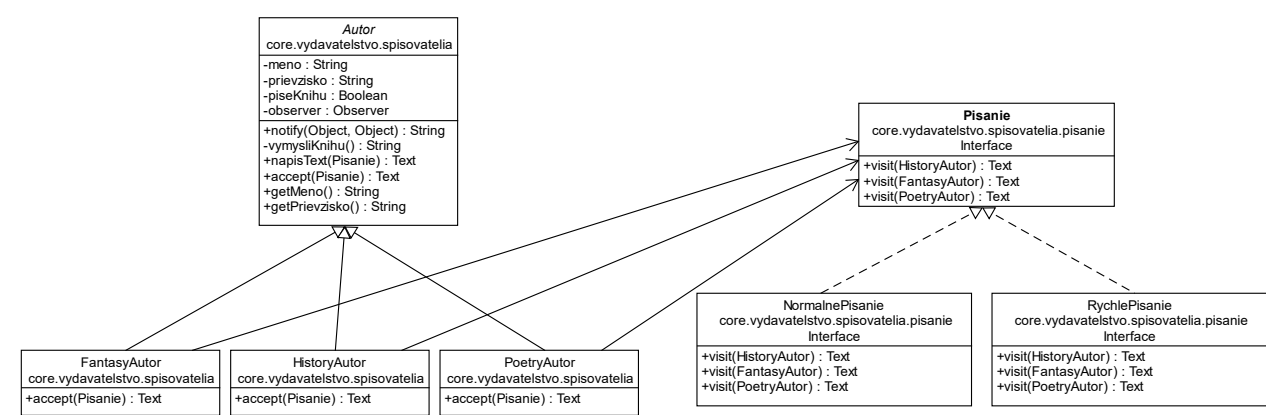 Autor
core.vydavatelstvo.spisovatelia
-meno : String
-prievzisko : String
-piseKnihu : Boolean
-observer : Observer
+notify(Object, Object) : String
-vymysliKnihu() : String
+napisText(Pisanie) : Text
+accept(Pisanie) : Text
+getMeno() : String
+getPrievzisko() : String
Pisanie
core.vydavatelstvo.spisovatelia.pisanie
Interface
+visit(HistoryAutor) : Text
+visit(FantasyAutor) : Text
+visit(PoetryAutor) : Text
NormalnePisanie
core.vydavatelstvo.spisovatelia.pisanie
Interface
+visit(HistoryAutor) : Text
+visit(FantasyAutor) : Text
+visit(PoetryAutor) : Text
RychlePisanie
core.vydavatelstvo.spisovatelia.pisanie
Interface
+visit(HistoryAutor) : Text
+visit(FantasyAutor) : Text
+visit(PoetryAutor) : Text
FantasyAutor
core.vydavatelstvo.spisovatelia
+accept(Pisanie) : Text
HistoryAutor
core.vydavatelstvo.spisovatelia
+accept(Pisanie) : Text
PoetryAutor
core.vydavatelstvo.spisovatelia
+accept(Pisanie) : Text